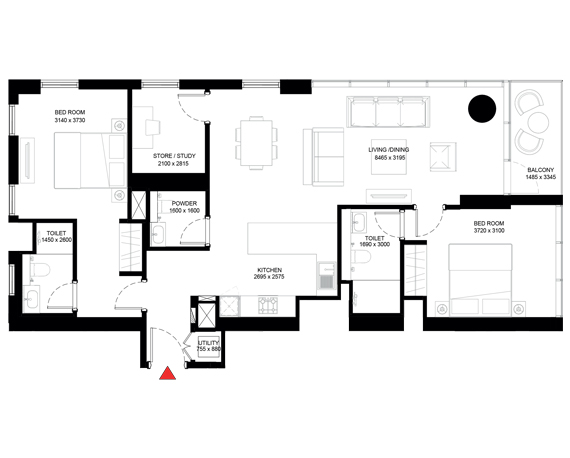 BED ROOM
3140 x 3730
STORE / STUDY
2100 x 2815
LIVING /DINING
8465 x 3195
BALCONY
1485 x 3345
POWDER
1600 x 1600
TOILET
1450 x 2600
TOILET
1690 x 3000
BED ROOM
3720 x 3100
KITCHEN
2695 x 2575
UTILITY
755 x 880